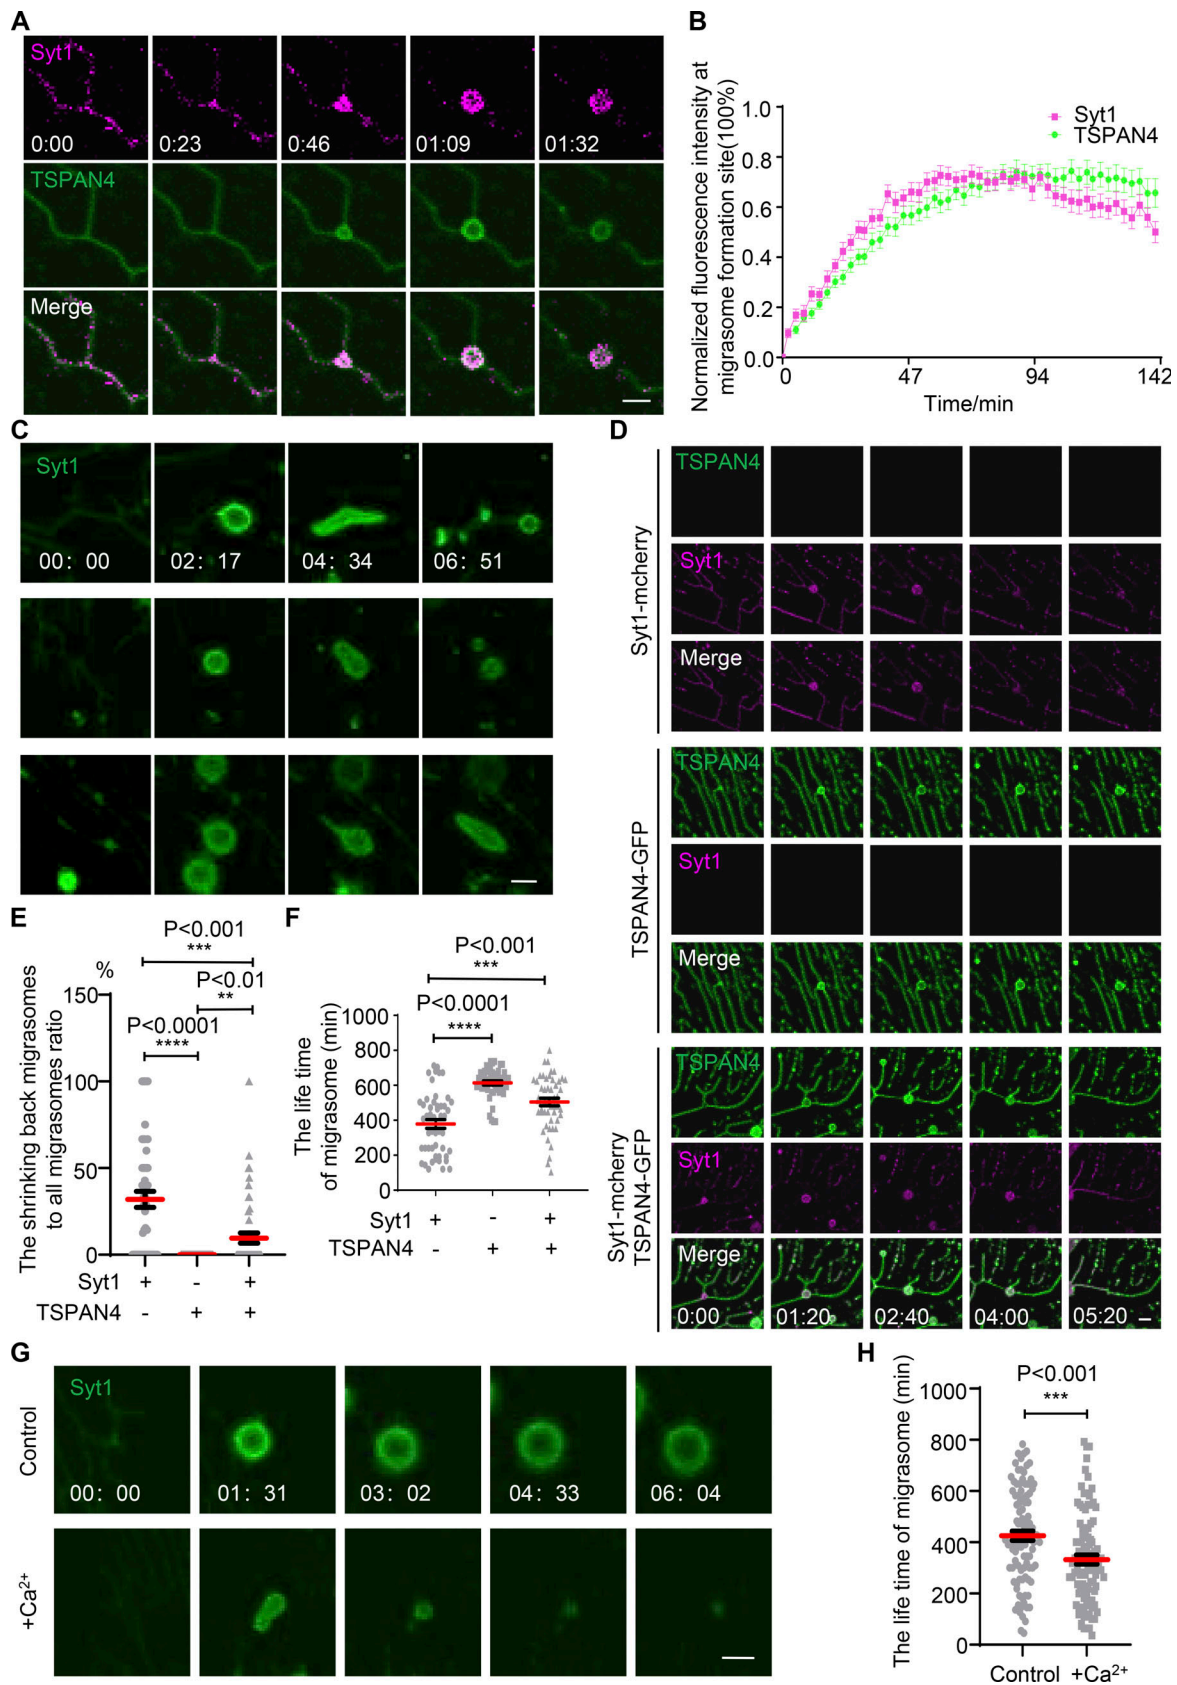 A
Syt1
0:00
0:23
0:46
01:09
01:32
TSPAN4
Merge
B
Normalized fluorescence intensity at
migrasome formation site(100%)
1.0
0.8
0.6
0.4
0.2
0.0
0
47
94
142
Time/min
Syt1
TSPAN4
C
Syt1
00: 00
02: 17
04: 34
06: 51
D
Syt1-mcherry
TSPAN4
Syt1
Merge
TSPAN4-GFP
TSPAN4
Syt1
Merge
Syt1-mcherry
TSPAN4-GFP
TSPAN4
Syt1
Merge
0:00
01:20
02:40
04:00
05:20
E
The shrinking back migrasomes
to all migrasomes ratio
%
150
100
50
0
P<0.001
***
P<0.01
**
P<0.0001
****
Syt1
+
-
+
TSPAN4
-
+
+
F
The life time
of migrasome (min)
1000
800
600
400
200
0
P<0.001
***
P<0.0001
****
Syt1
+
-
+
TSPAN4
-
+
+
G
Control
Syt1
00: 00
01: 31
03: 02
04: 33
06: 04
+Ca²⁺
H
The life time of migrasome (min)
1000
800
600
400
200
0
P<0.001
***
Control
+Ca²⁺